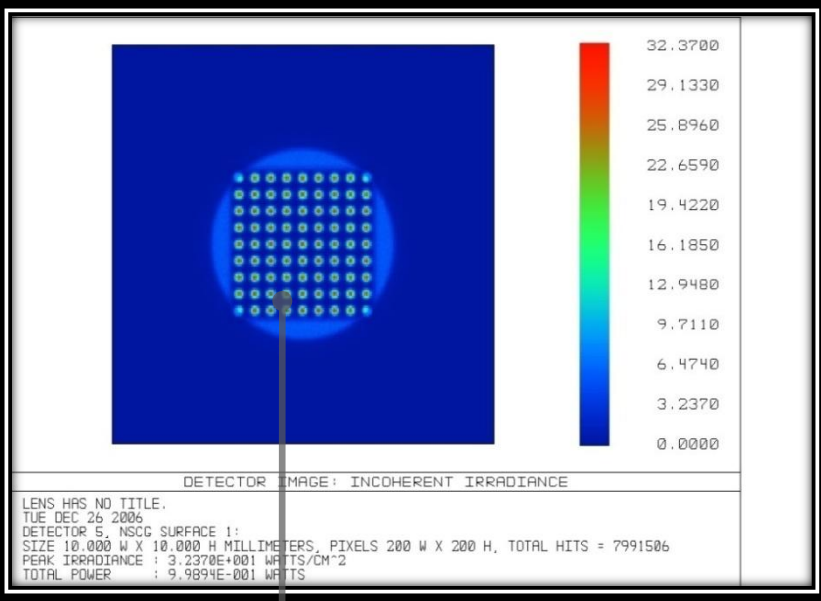 32.3700
29.1330
25.8960
22.6590
19.4220
16.1850
12.9480
9.7110
6.4740
3.2370
0.0000
DETECTOR IMAGE: INCOHERENT IRRADIANCE
LENS HAS NO TITLE.
TUE DEC 26 2006
DETECTOR 5, NSCG SURFACE 1:
SIZE 10.000 W X 10.000 H MILLIMETERS, PIXELS 200 W X 200 H, TOTAL HITS = 7991506
PEAK IRRADIANCE : 3.2370E+001 WATTS/CM^2
TOTAL POWER : 9.9894E-001 WATTS